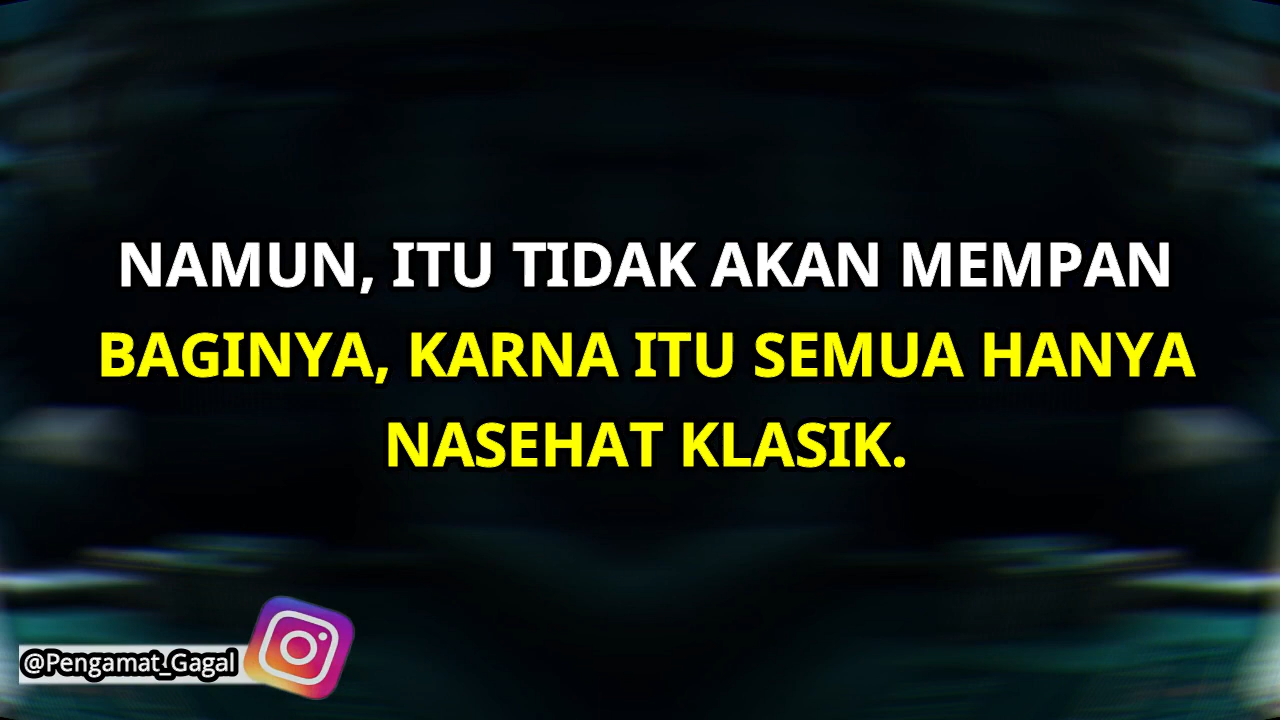 NAMUN, ITU TIDAK AKAN MEMPAN
BAGINYA, KARNA ITU SEMUA HANYA
NASEHAT KLASIK.
@Pengamat_Gagal